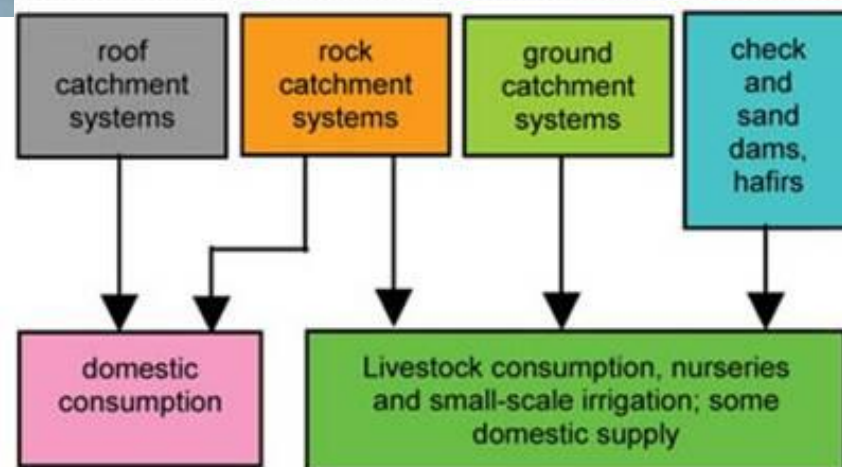 roof
catchment
systems
rock
catchment
systems
ground
catchment
systems
check
and
sand
dams,
hafirs
domestic
consumption
Livestock consumption, nurseries
and small-scale irrigation; some
domestic supply